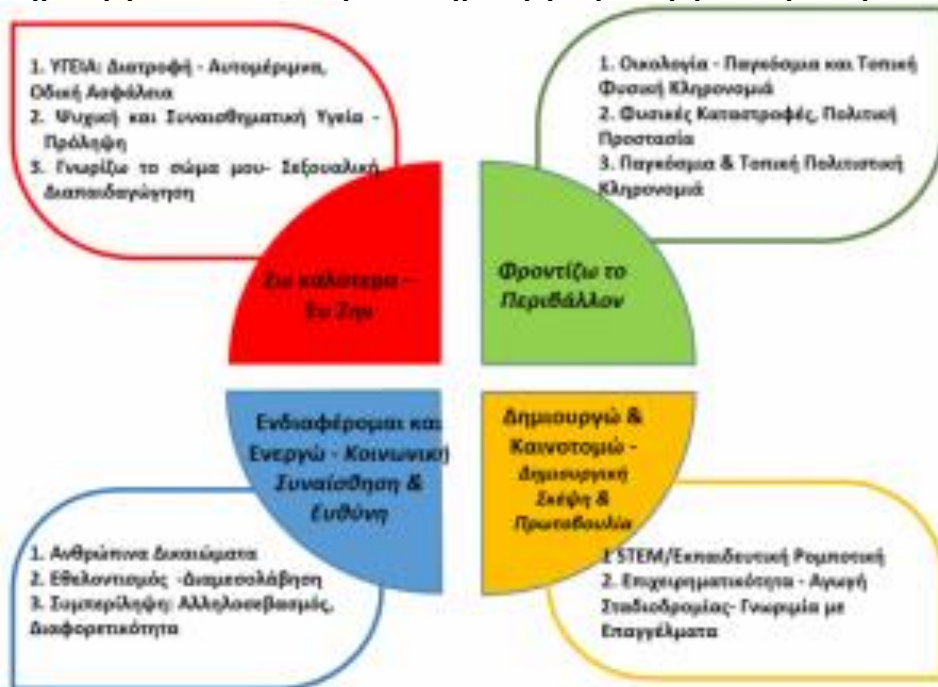 1. ΥΓΕΙΑ: Διατροφή - Αυτομέριμνα,
Οδική Ασφάλεια
2. Ψυχική και Συναισθηματική Υγεία -
Πρόληψη
3. Γνωρίζω το σώμα μου- Σεξουαλική
Διαπαιδαγώγηση
1. Οικολογία - Παγκόσμια και Τοπική
Φυσική Κληρονομιά
2. Φυσικές Καταστροφές, Πολιτική
Προστασία
3. Παγκόσμια & Τοπική Πολιτιστική
Κληρονομιά
Ζω καλύτερα –
Ευ Ζην
Φροντίζω το
Περιβάλλον
Ενδιαφέρομαι και
Ενεργώ - Κοινωνική
Συναίσθηση &
Ευθύνη
Δημιουργώ &
Καινοτομώ -
Δημιουργική
Σκέψη &
Πρωτοβουλία
1. Ανθρώπινα Δικαιώματα
2. Εθελοντισμός -Διαμεσολάβηση
3. Συμπερίληψη: Αλληλοσεβασμός,
Διαφορετικότητα
1 STEM/Εκπαιδευτική Ρομποτική
2. Επιχειρηματικότητα - Αγωγή
Σταδιοδρομίας- Γνωριμία με
Επαγγέλματα